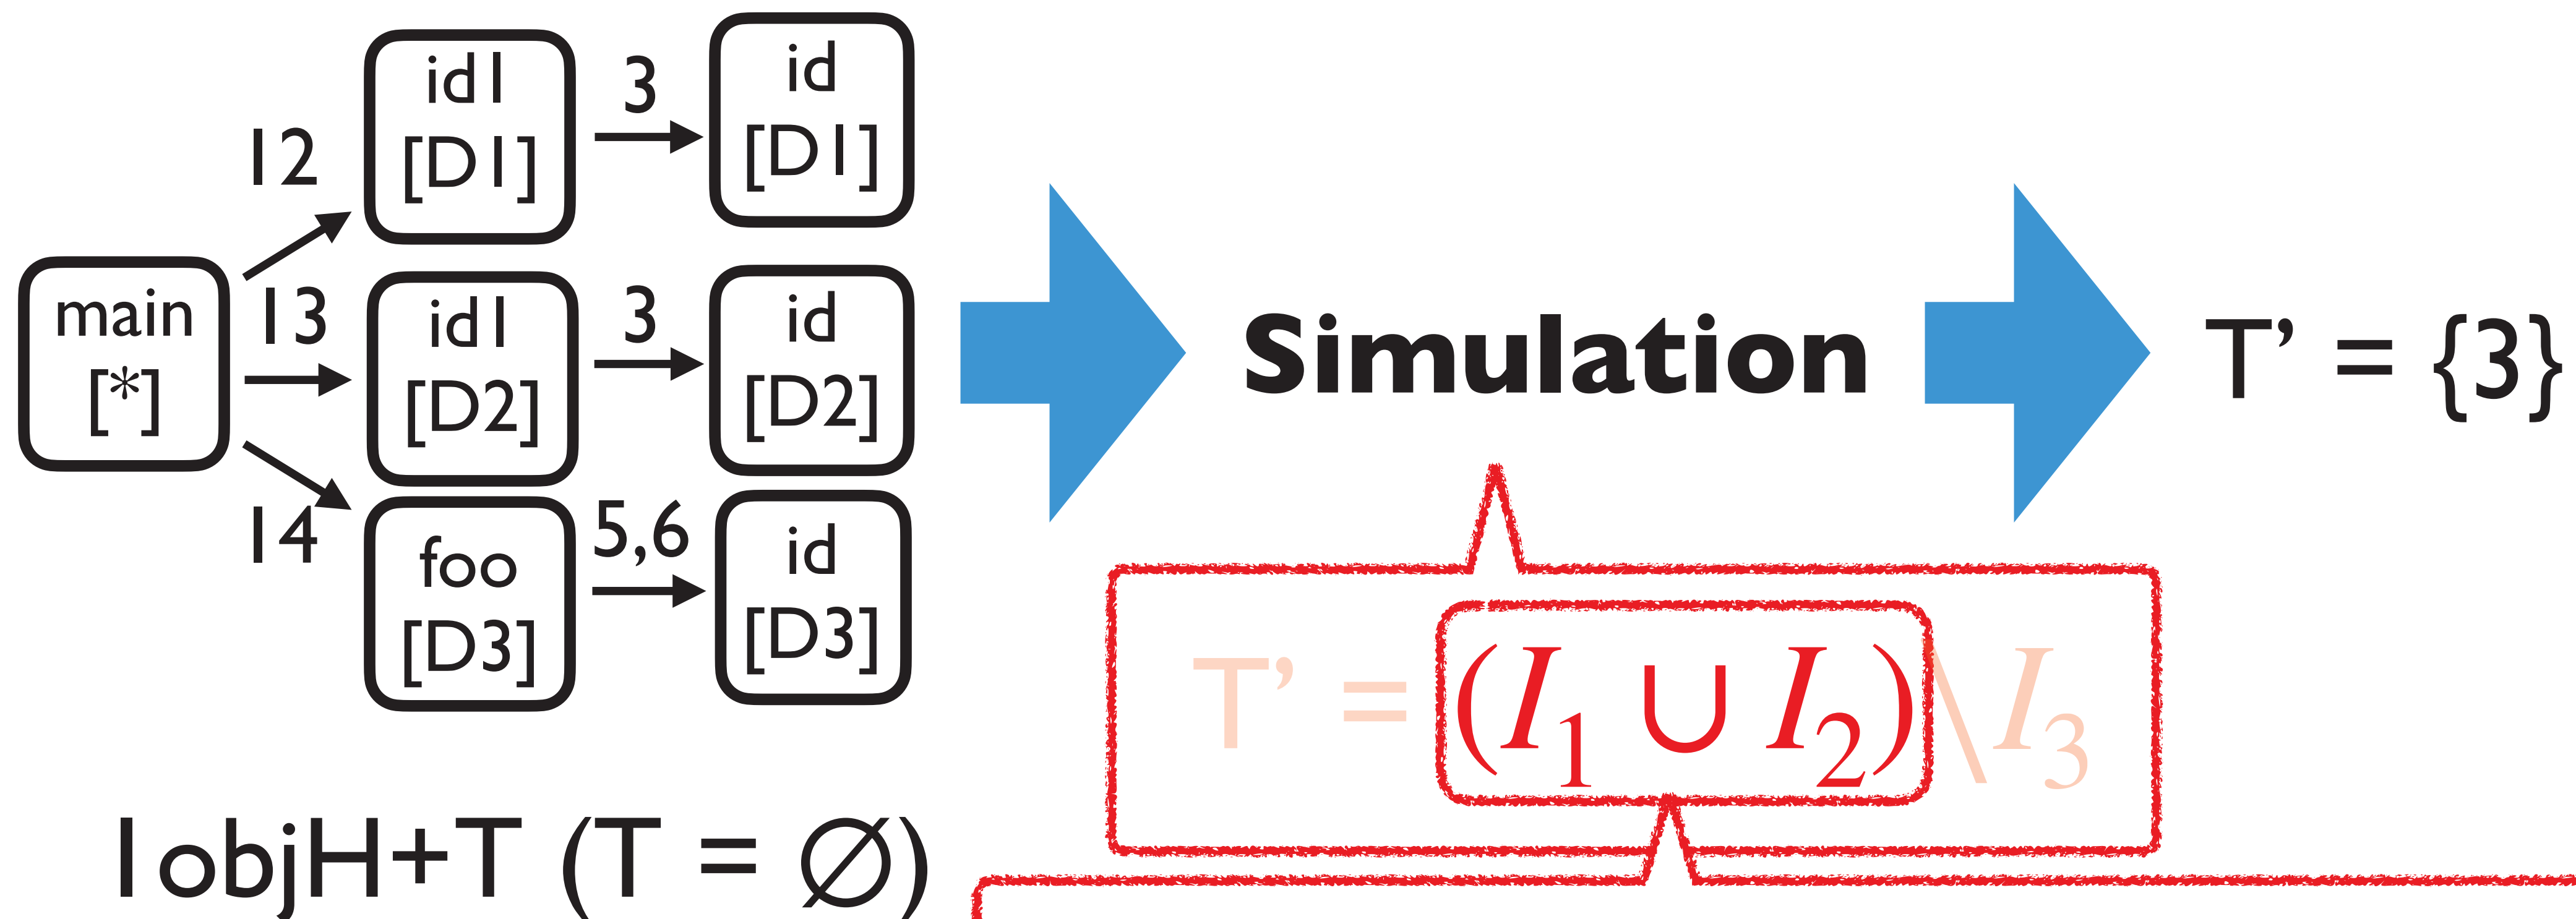 main
[*]
12
13
14
id1
[D1]
3
id
[D1]
id1
[D2]
3
id
[D2]
foo
[D3]
5,6
id
[D3]
1objH+T (T = ∅)
Simulation
T’ = {3}
T’ = (I₁ ∪ I₂)\I₃